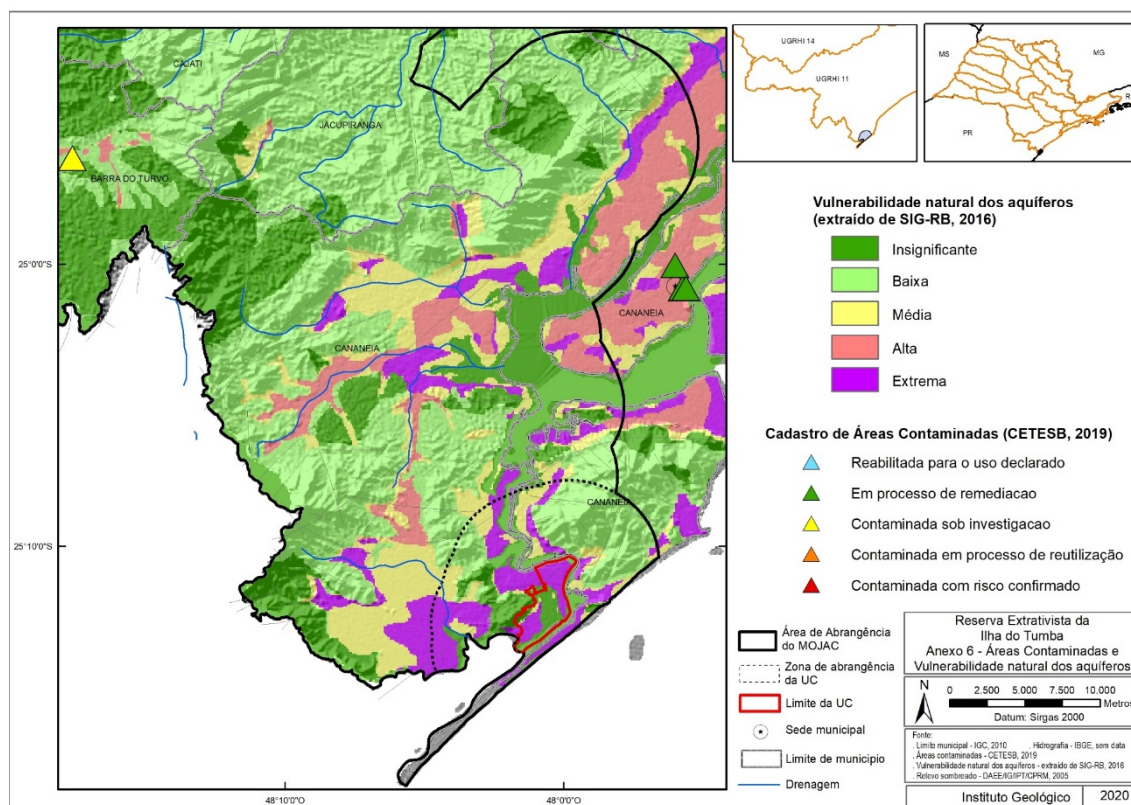 CAJATI
JACUPIRANGA
BARRA DO TURVO
CANANEIA
CANANEIA
CANANEIA
25°0'0"S
25°10'0"S
48°10'0"O
48°0'0"O
UGRHI 14
UGRHI 11
MS
MG
PR
Vulnerabilidade natural dos aquíferos
(extraído de SIG-RB, 2016)
Insignificante
Baixa
Média
Alta
Extrema
Cadastro de Áreas Contaminadas (CETESB, 2019)
Reabilitada para o uso declarado
Em processo de remediacao
Contaminada sob investigacao
Contaminada em processo de reutilização
Contaminada com risco confirmado
Área de Abrangência
do MOJAC
Zona de abrangência
da UC
Limite da UC
Sede municipal
Limite de municipio
Drenagem
Reserva Extrativista da
Ilha do Tumba
Anexo 6 - Áreas Contaminadas e
Vulnerabilidade natural dos aquíferos
N
0 2.500 5.000 7.500 10.000
Metros
Datum: Sirgas 2000
Fonte:
. Limite municipal - IGC, 2010 . Hidrografia - IBGE, sem data
. Áreas contaminadas - CETESB, 2019
. Vulnerabilidade natural dos aquíferos - extraído de SIG-RB, 2016
. Relevo sombreado - DAEE/IG/IPT/CPRM, 2005
Instituto Geológico 2020